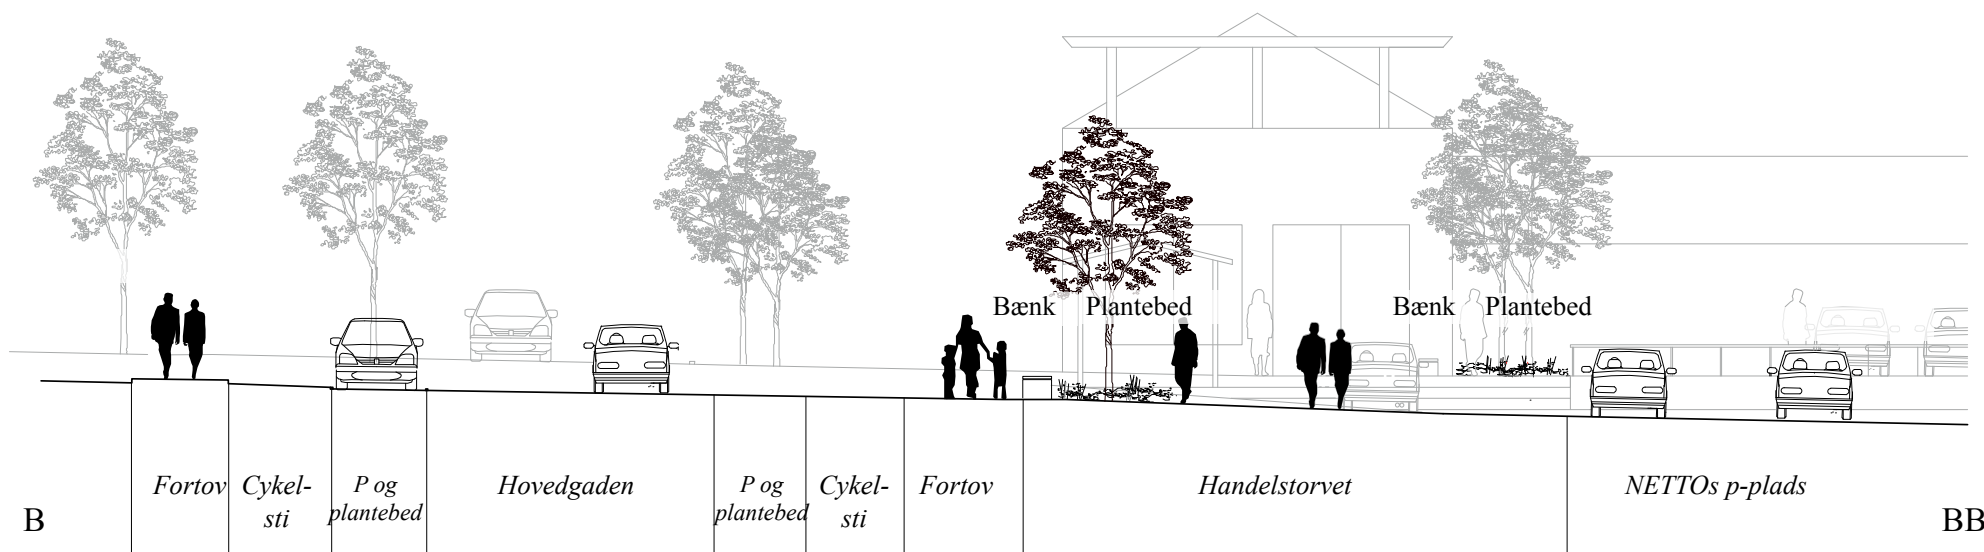 Bænk Plantebed Bænk Plantebed
Fortov Cykel-
sti P og
plantebed Hovedgaden P og
plantebed Cykel-
sti Fortov Handelstorvet NETTOs p-plads
B BB